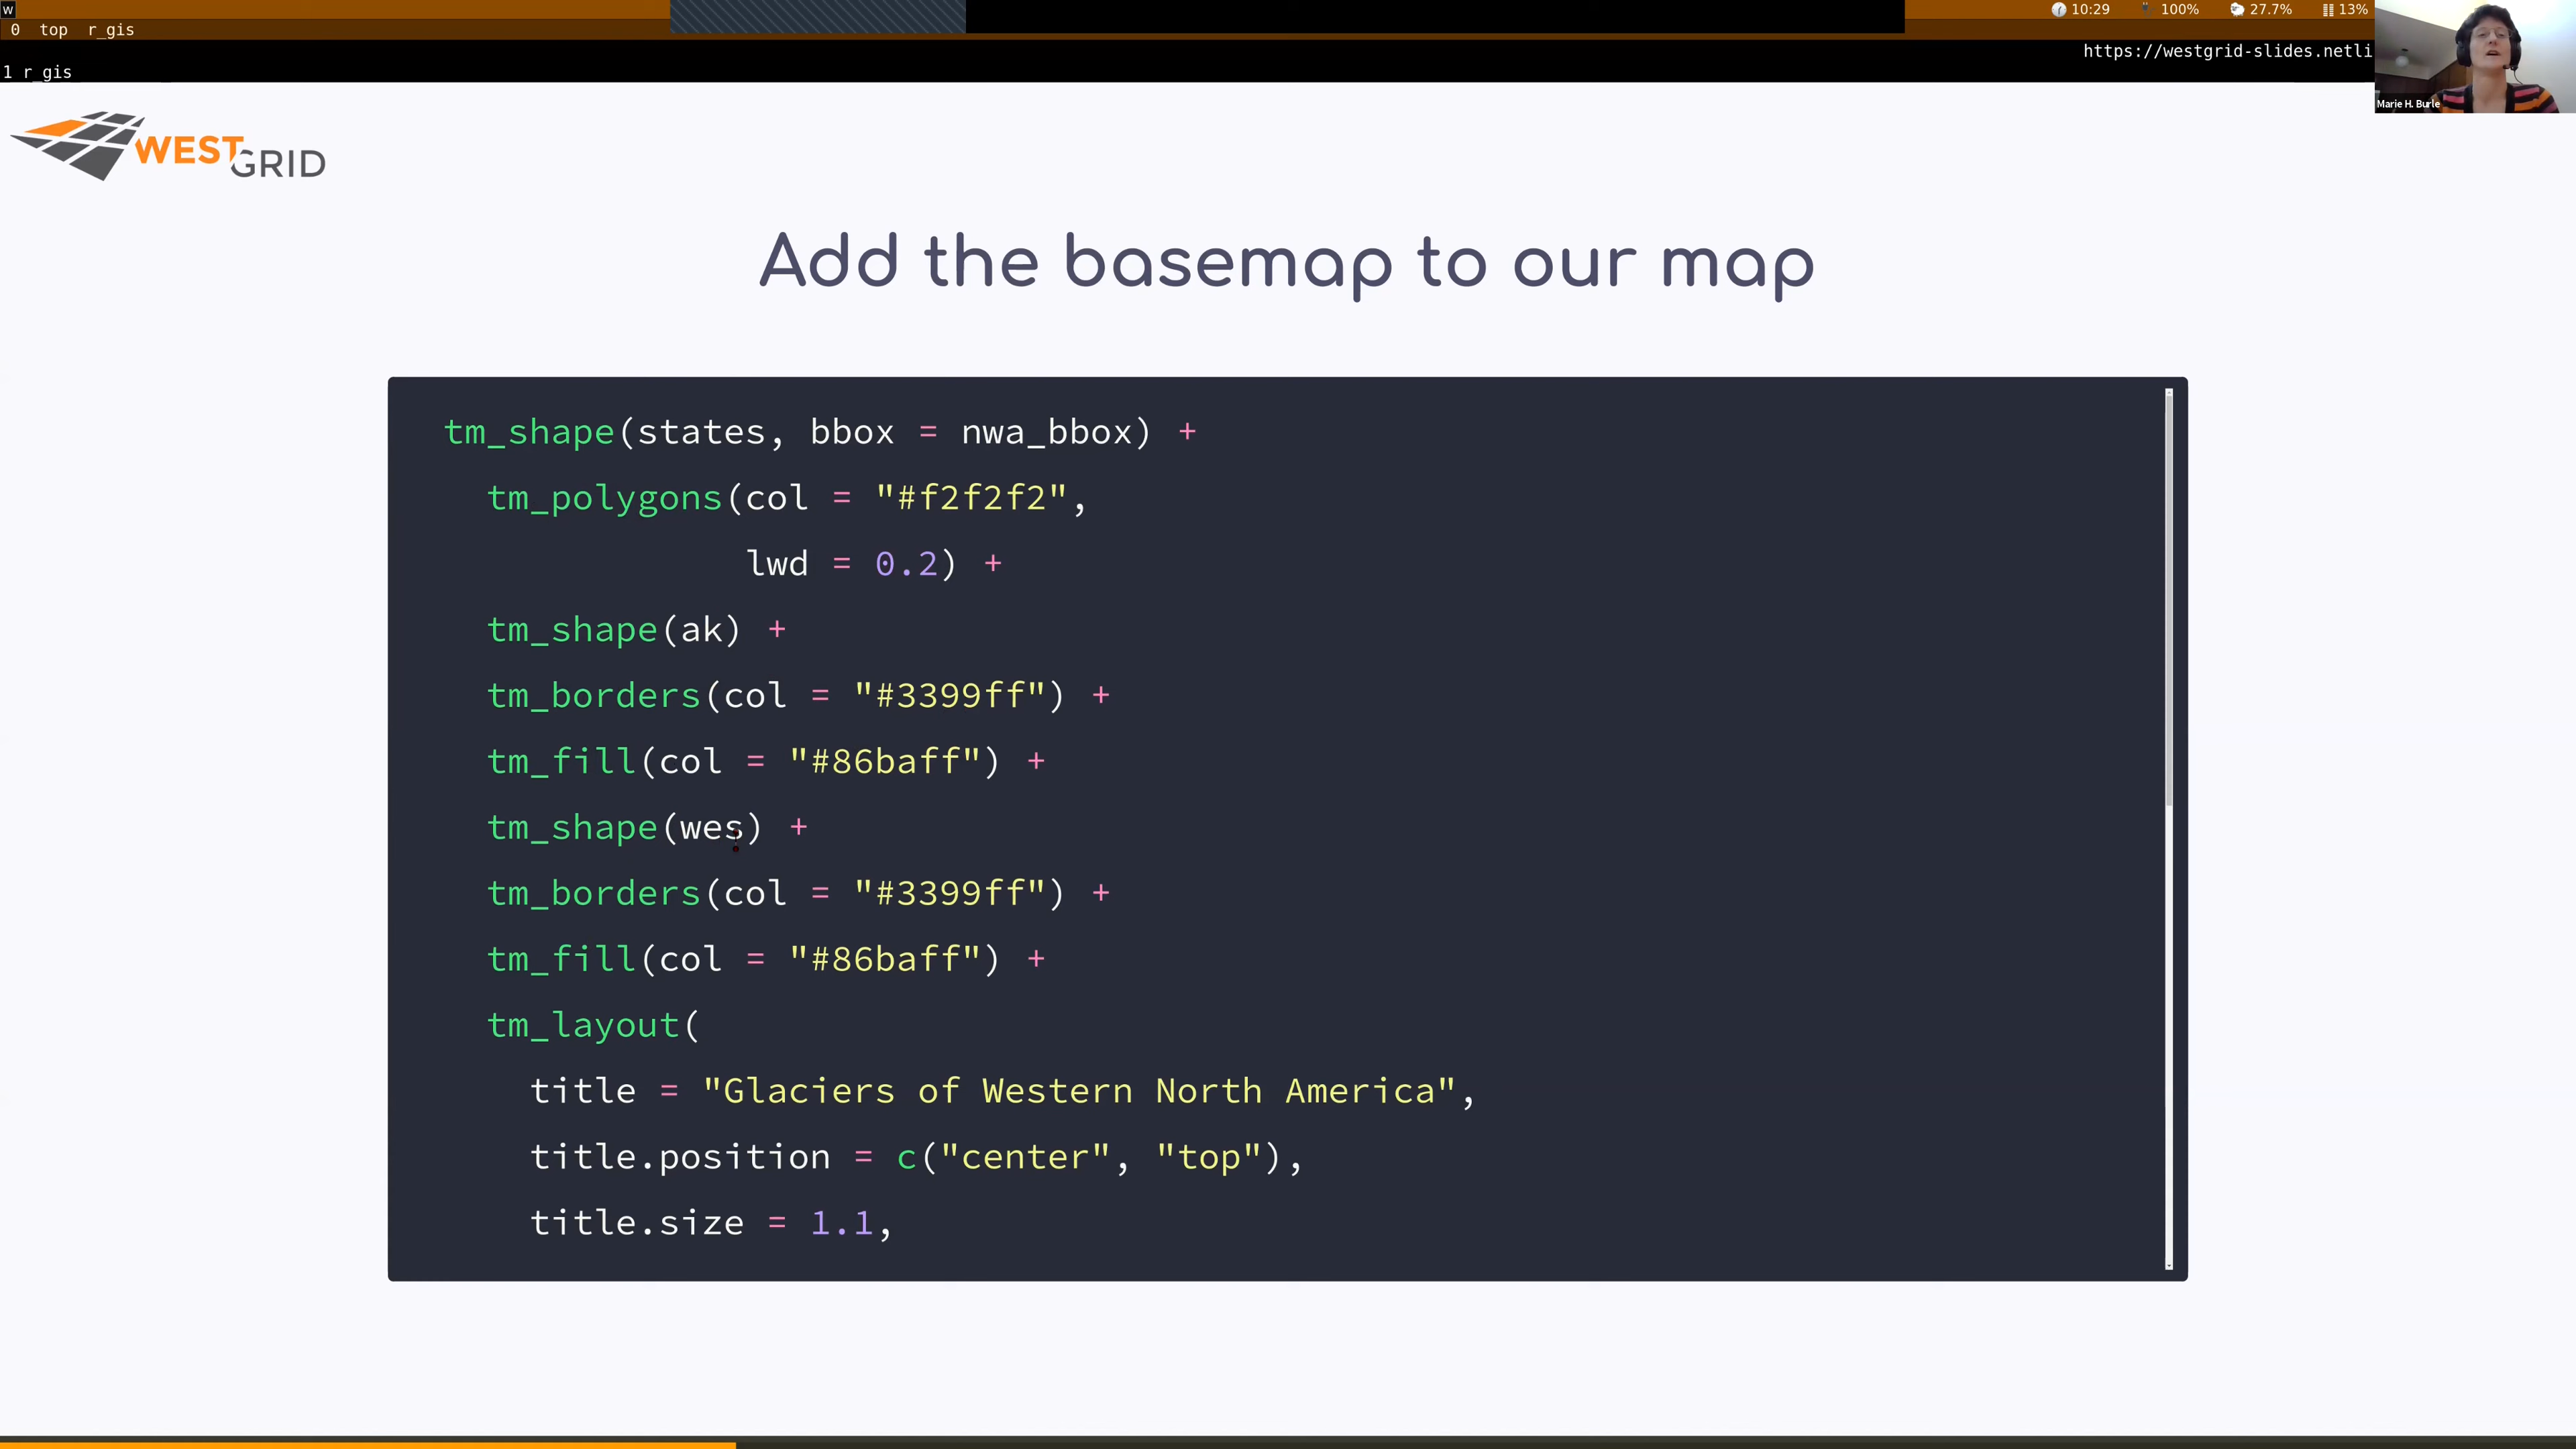 w
10:29 100% 27.7% 13%
0 top r_gis
https://westgrid-slides.netli
1 r_gis
Marie H. Burle
WESTGRID
Add the basemap to our map
tm_shape(states, bbox = nwa_bbox) +
tm_polygons(col = "#f2f2f2",
lwd = 0.2) +
tm_shape(ak) +
tm_borders(col = "#3399ff") +
tm_fill(col = "#86baff") +
tm_shape(wes) +
tm_borders(col = "#3399ff") +
tm_fill(col = "#86baff") +
tm_layout(
title = "Glaciers of Western North America",
title.position = c("center", "top"),
title.size = 1.1,